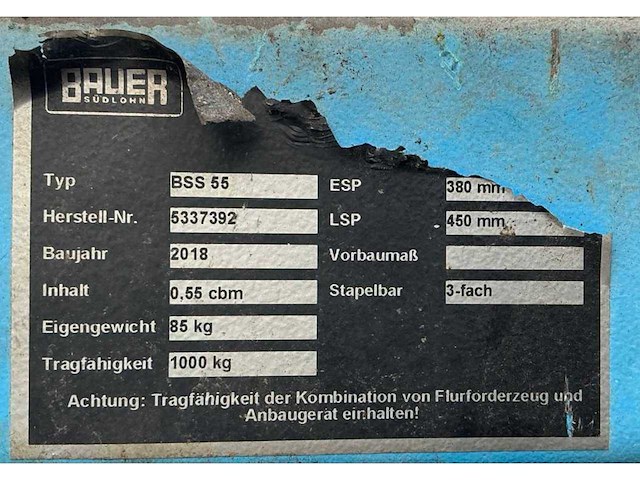 BAUER
SÜDLOHN
Typ BSS 55 ESP 380 mm
Herstell-Nr. 5337392 LSP 450 mm
Baujahr 2018 Vorbaumaß
Inhalt 0,55 cbm Stapelbar 3-fach
Eigengewicht 85 kg
Tragfähigkeit 1000 kg
Achtung: Tragfähigkeit der Kombination von Flurförderzeug und
Anbaugerät einhalten!